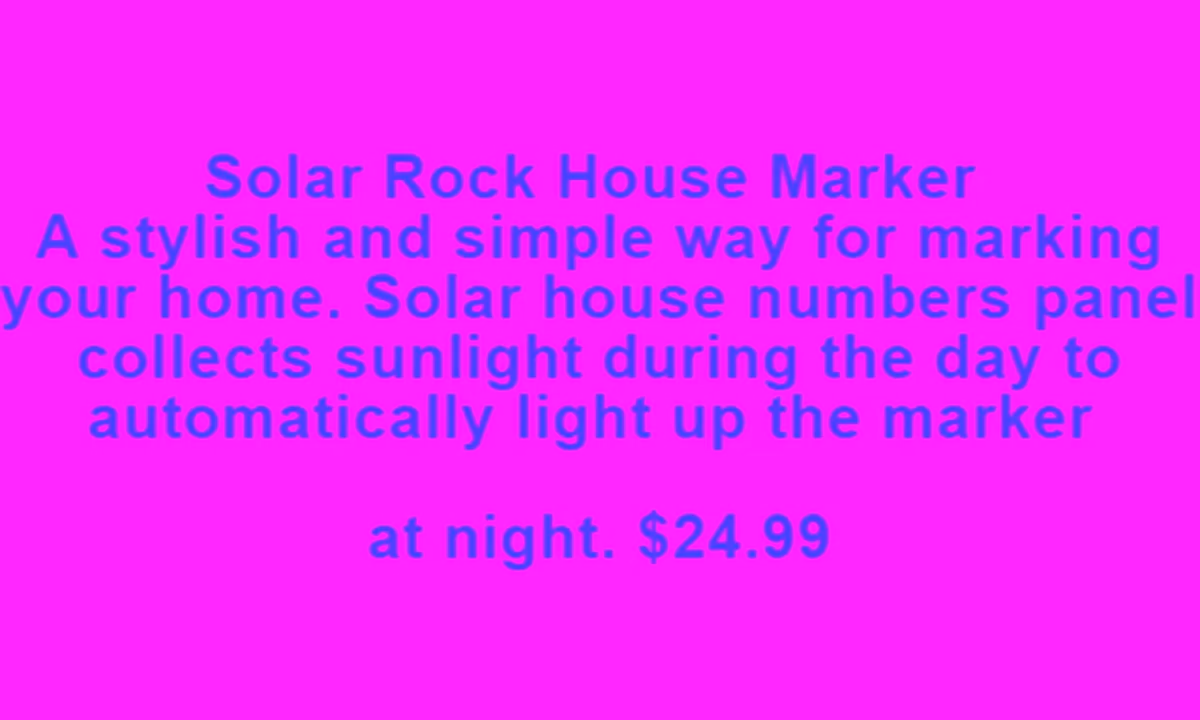 Solar Rock House Marker
A stylish and simple way for marking
your home. Solar house numbers panel
collects sunlight during the day to
automatically light up the marker
at night. $24.99